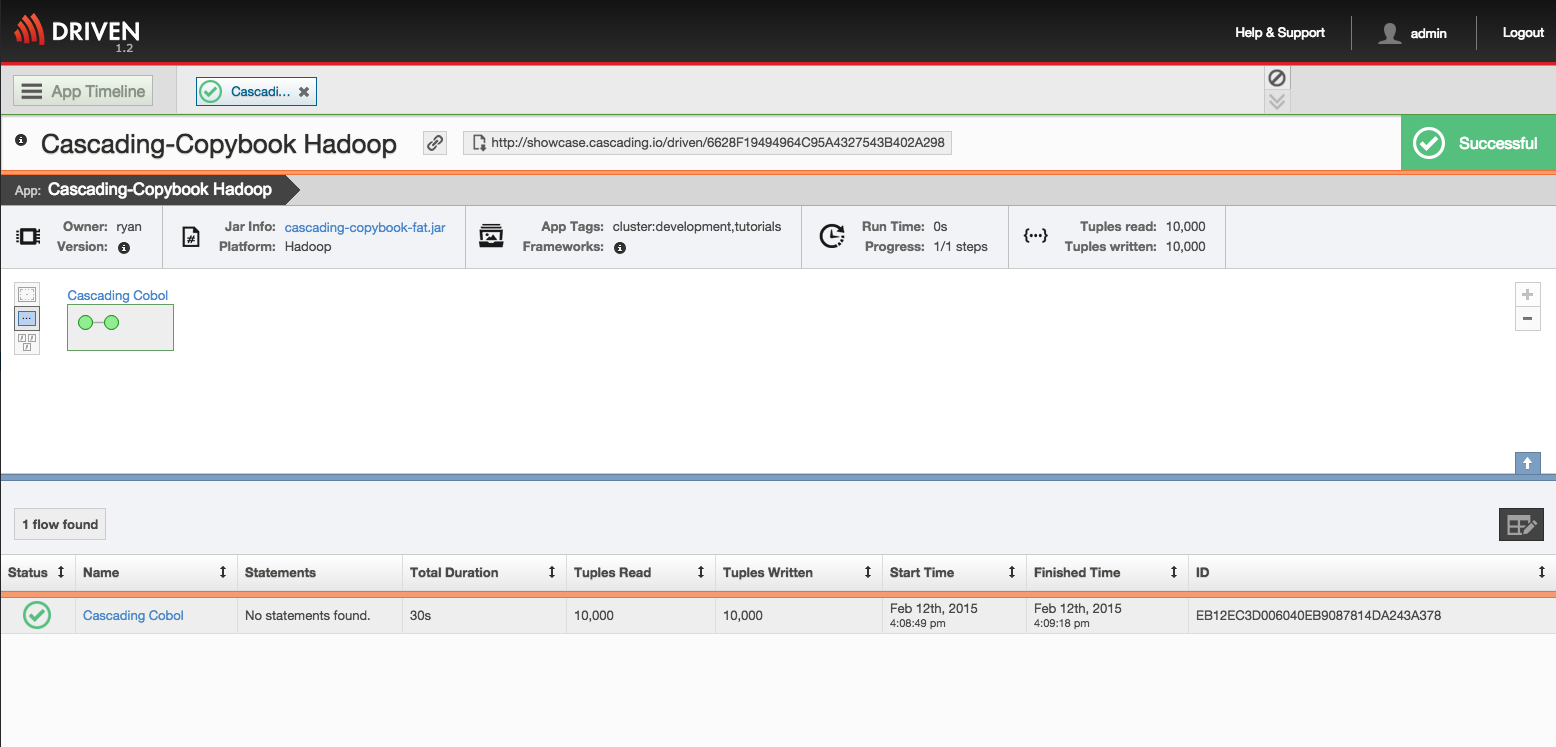 DRIVEN
1.2
Help & Support
admin
Logout
App Timeline
Cascadi...
Cascading-Copybook Hadoop
http://showcase.cascading.io/driven/6628F19494964C95A4327543B402A298
Successful
App: Cascading-Copybook Hadoop
Owner: ryan
Version:
Jar Info: cascading-copybook-fat.jar
Platform: Hadoop
App Tags: cluster:development,tutorials
Frameworks:
Run Time: 0s
Progress: 1/1 steps
Tuples read: 10,000
Tuples written: 10,000
Cascading Cobol
1 flow found
Status Name Statements Total Duration Tuples Read Tuples Written Start Time Finished Time ID
Cascading Cobol No statements found. 30s 10,000 10,000 Feb 12th, 2015 Feb 12th, 2015 EB12EC3D006040EB9087814DA243A378
4:08:49 pm 4:09:18 pm